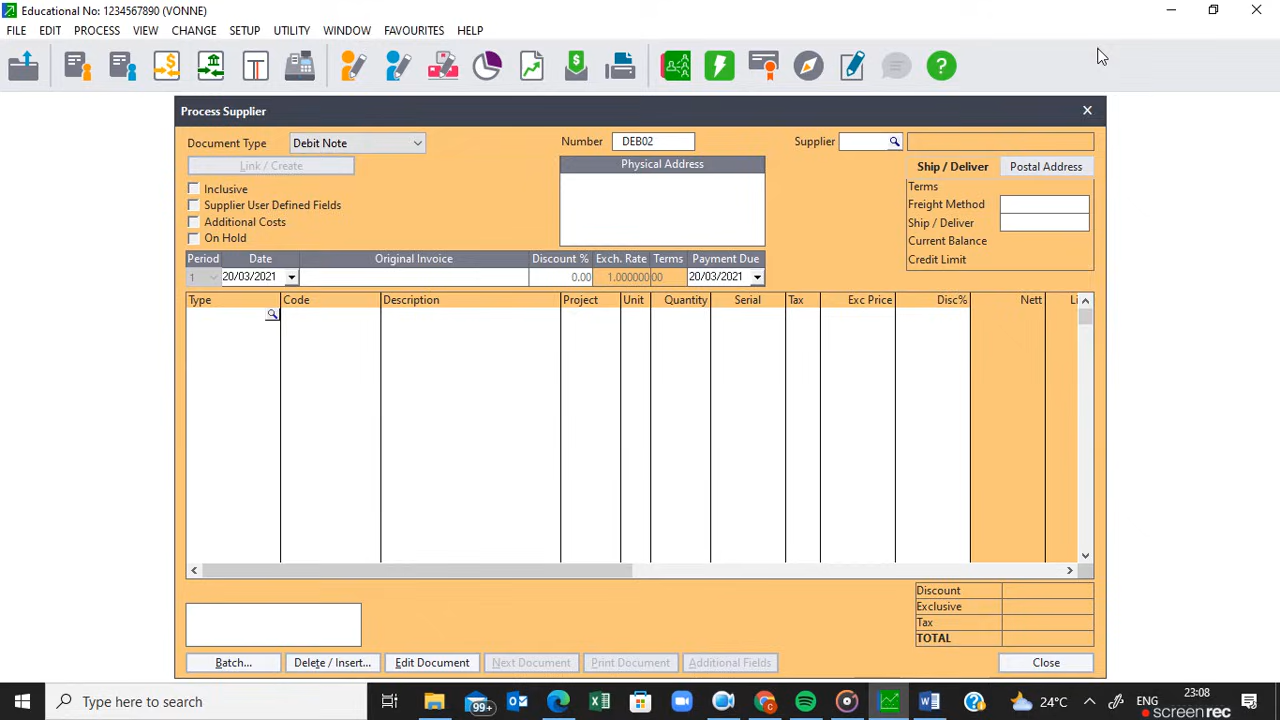 Educational No: 1234567890 (VONNE)
FILE EDIT PROCESS VIEW CHANGE SETUP UTILITY WINDOW FAVOURITES HELP
Process Supplier
Document Type Debit Note Number DEB02 Supplier
Link / Create Physical Address Ship / Deliver Postal Address
Inclusive Terms
Supplier User Defined Fields Freight Method
Additional Costs Ship / Deliver
On Hold Current Balance
Period Date Original Invoice Discount % Exch. Rate Terms Payment Due Credit Limit
1 20/03/2021 0.00 1.000000 00 20/03/2021
Type Code Description Project Unit Quantity Serial Tax Exc Price Disc% Nett Li
Discount
Exclusive
Tax
TOTAL
Batch... Delete / Insert... Edit Document Next Document Print Document Additional Fields Close
Type here to search 99+ 24°C ENG 23:08
screenrec